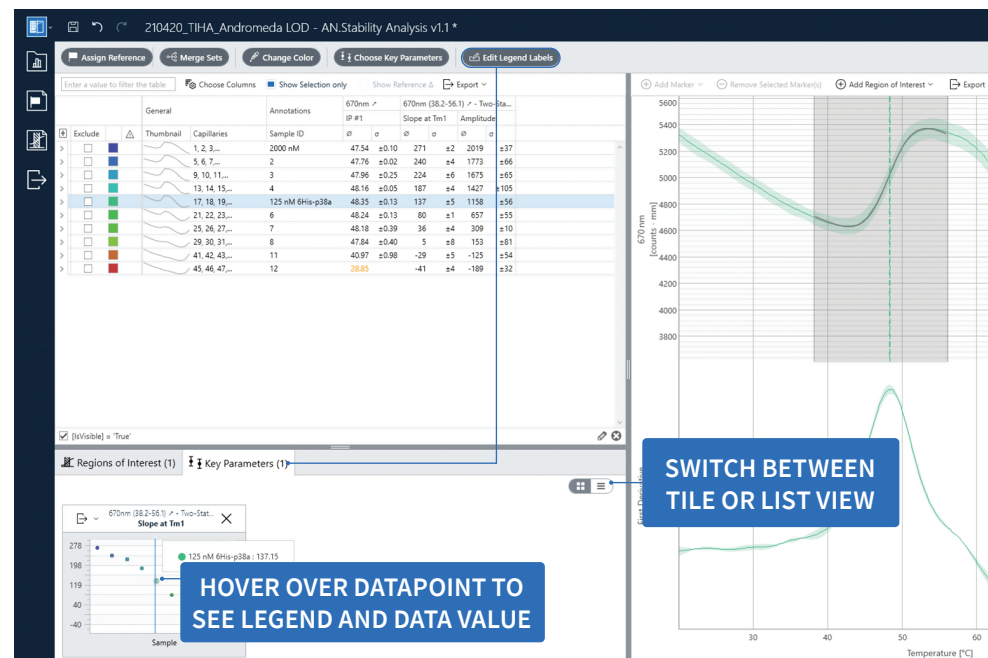 210420_TIHA_Andromeda LOD - AN.Stability Analysis v1.1 *
Assign Reference Merge Sets Change Color Choose Key Parameters Edit Legend Labels
Enter a value to filter the table Choose Columns Show Selection only Show Reference Δ Export
General Annotations 670nm ↗ 670nm (38.2-56.1) ↗ - Two-Sta...
IP #1 Slope at Tm1 Amplitude
Exclude Thumbnail Capillaries Sample ID Ø σ Ø σ Ø σ
1, 2, 3,... 2000 nM 47.54 ±0.10 271 ±2 2019 ±37
5, 6, 7,... 2 47.76 ±0.02 240 ±4 1773 ±66
9, 10, 11,... 3 47.96 ±0.25 224 ±6 1675 ±65
13, 14, 15,... 4 48.16 ±0.05 187 ±4 1427 ±105
17, 18, 19,... 125 nM 6His-p38a 48.35 ±0.13 137 ±5 1158 ±56
21, 22, 23,... 6 48.24 ±0.13 80 ±1 657 ±55
25, 26, 27,... 7 48.18 ±0.39 36 ±4 309 ±10
29, 30, 31,... 8 47.84 ±0.40 5 ±8 153 ±81
41, 42, 43,... 11 40.97 ±0.98 -29 ±5 -125 ±54
45, 46, 47,... 12 28.85 -41 ±4 -189 ±32
[IsVisible] = 'True'
Regions of Interest (1) Key Parameters (1)
670nm (38.2-56.1) ↗ - Two-Stat...
Slope at Tm1
278
198
119
40
-40
125 nM 6His-p38a : 137.15
Sample
HOVER OVER DATAPOINT TO
SEE LEGEND AND DATA VALUE
Add Marker Remove Selected Marker(s) Add Region of Interest Export
5600
5400
5200
5000
4800
4600
4400
4200
4000
3800
670 nm
[counts - mm]
SWITCH BETWEEN
TILE OR LIST VIEW
First Derivative
30 40 50 60
Temperature [°C]